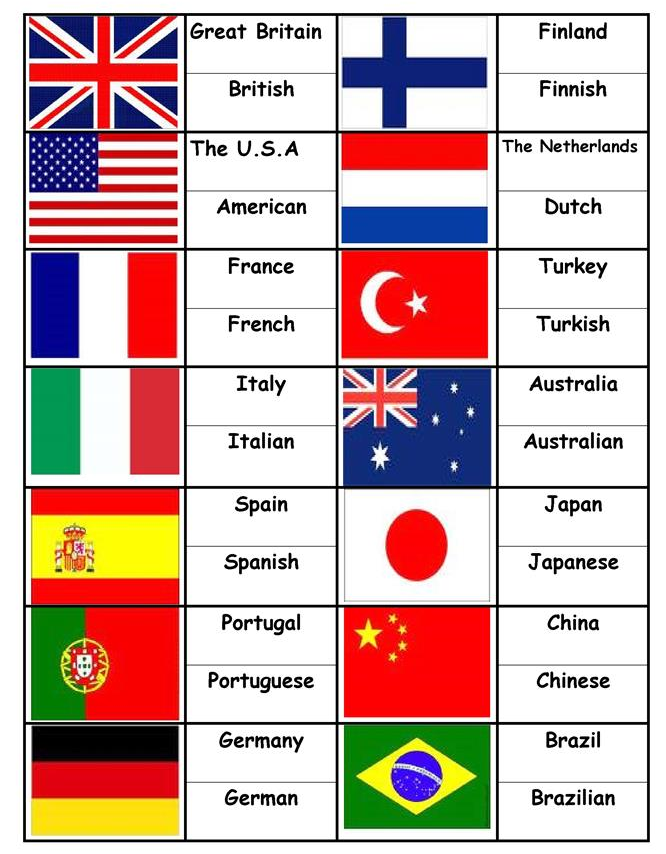 Great Britain
British
Finland
Finnish
The U.S.A
American
The Netherlands
Dutch
France
French
Turkey
Turkish
Italy
Italian
Australia
Australian
Spain
Spanish
Japan
Japanese
Portugal
Portuguese
China
Chinese
Germany
German
Brazil
Brazilian